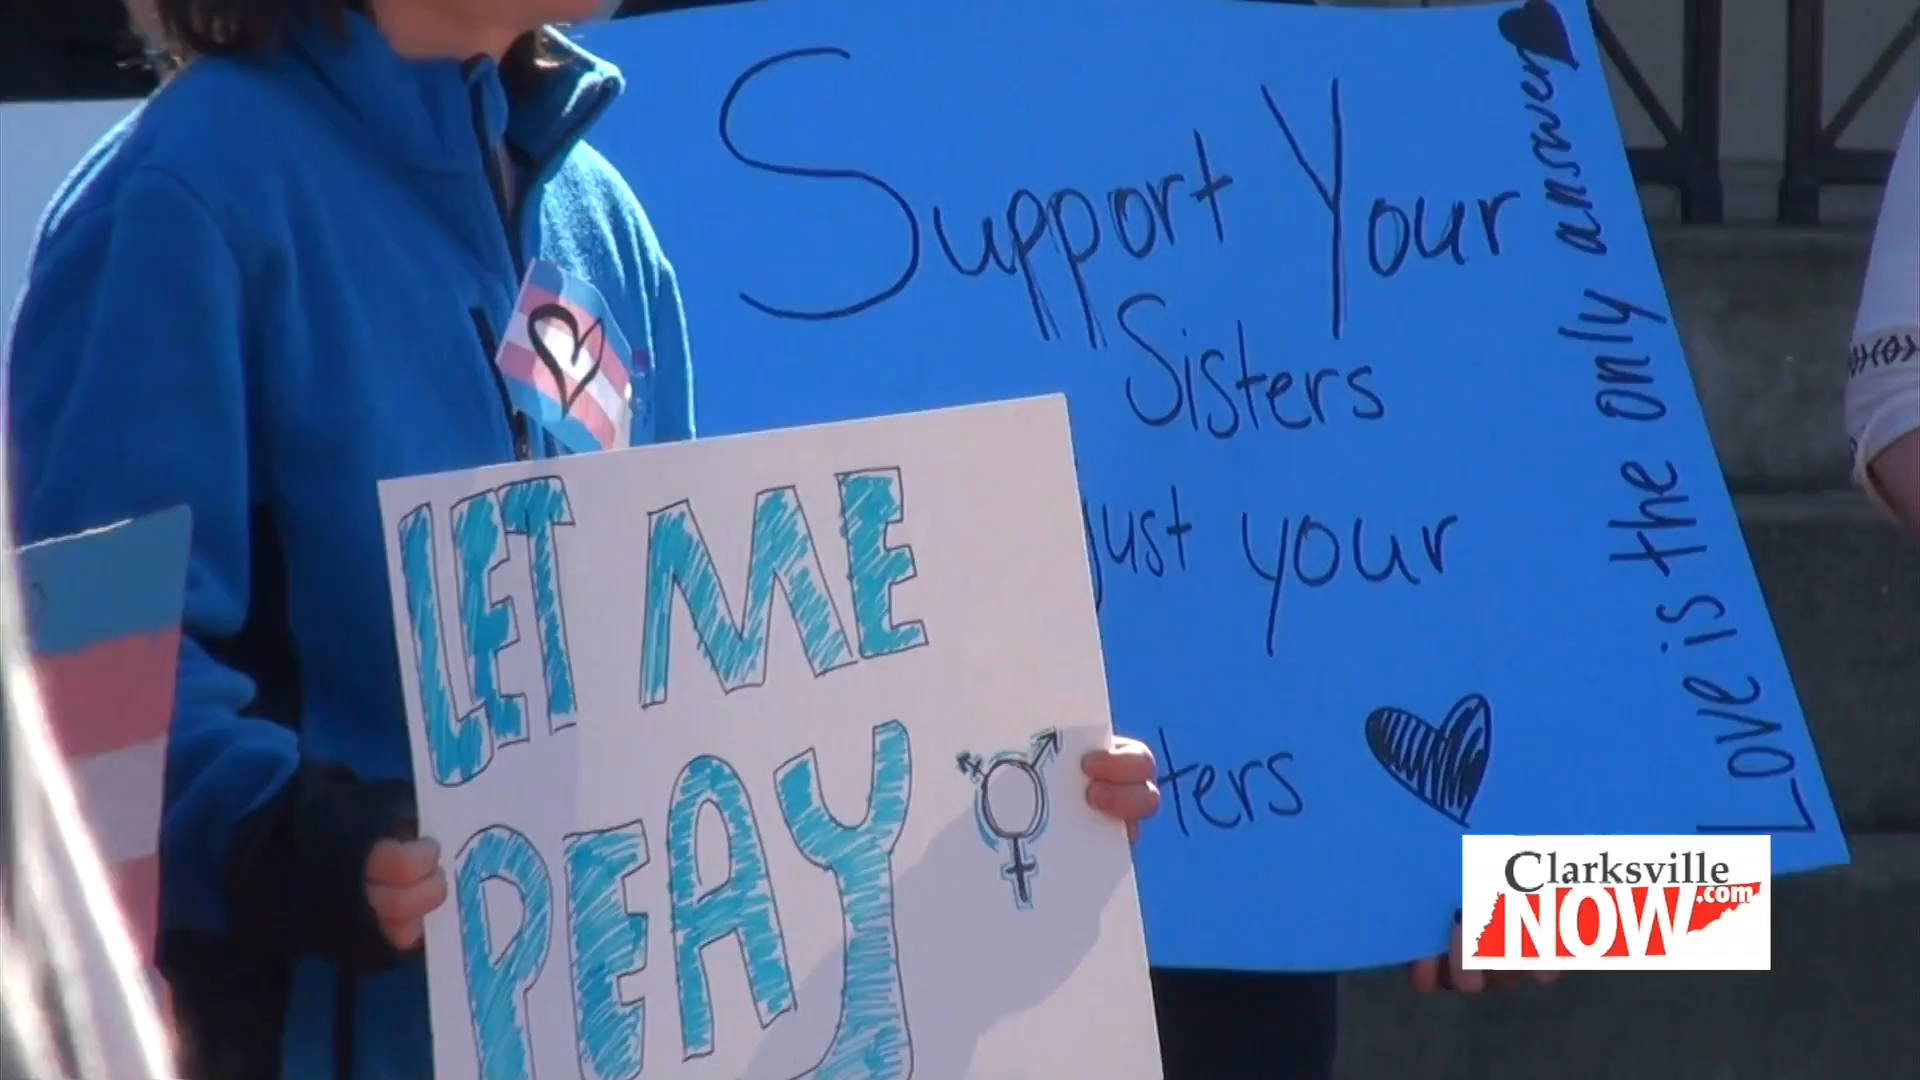 Support Your
Sisters
just your
ters
Love is the only answer
LET ME
PEAY
Clarksville
NOW.com